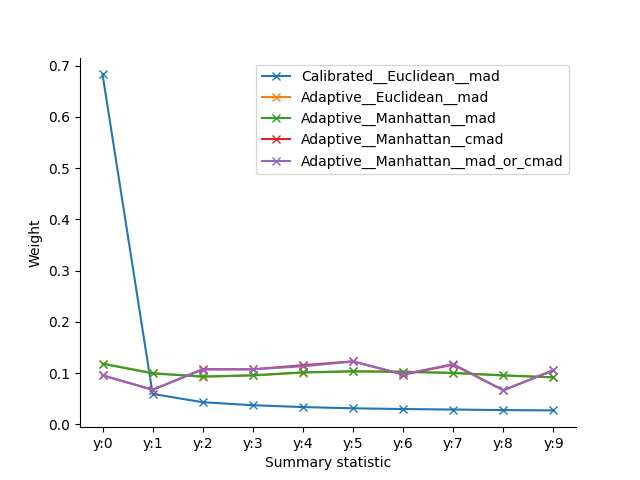 0.7
0.6
0.5
0.4
0.3
0.2
0.1
0.0
Weight
Calibrated__Euclidean__mad
Adaptive__Euclidean__mad
Adaptive__Manhattan__mad
Adaptive__Manhattan__cmad
Adaptive__Manhattan__mad_or_cmad
y:0 y:1 y:2 y:3 y:4 y:5 y:6 y:7 y:8 y:9
Summary statistic